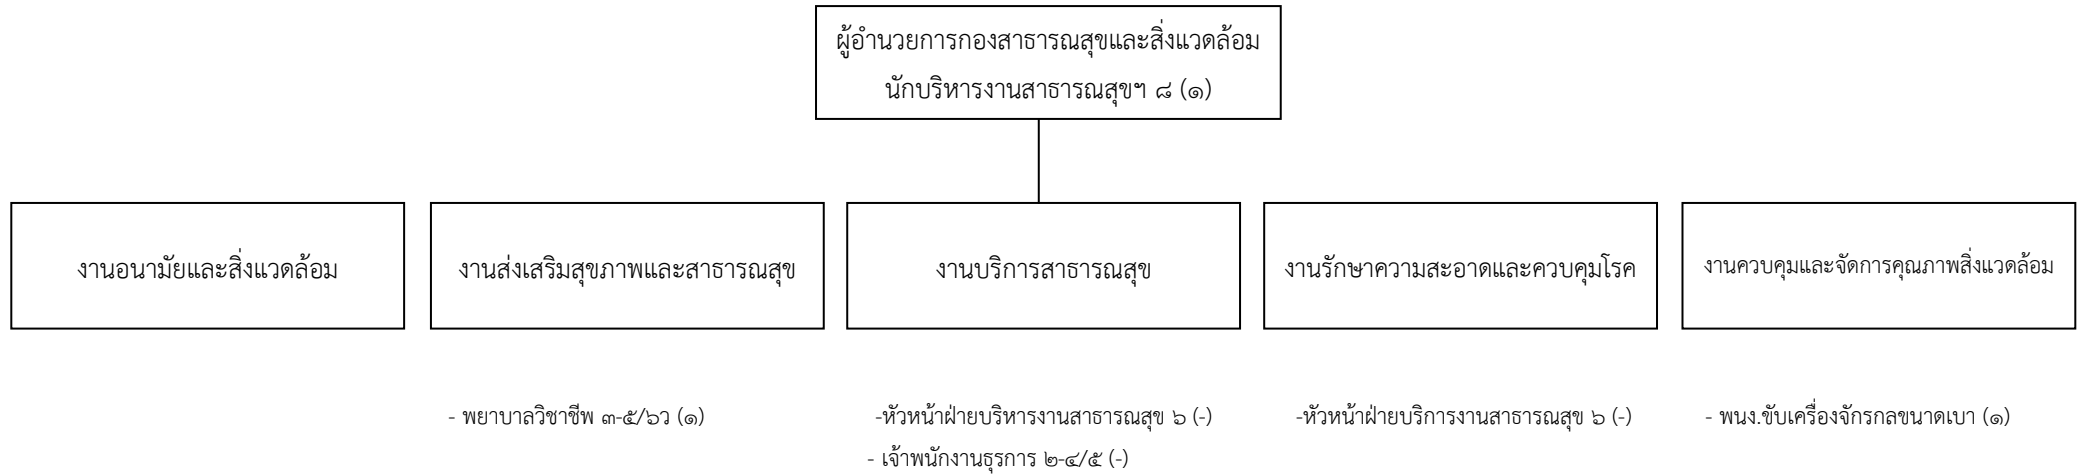 ผู้อำนวยการกองสาธารณสุขและสิ่งแวดล้อม
นักบริหารงานสาธารณสุขฯ ๘ (๑)
งานอนามัยและสิ่งแวดล้อม
งานส่งเสริมสุขภาพและสาธารณสุข
งานบริการสาธารณสุข
งานรักษาความสะอาดและควบคุมโรค
งานควบคุมและจัดการคุณภาพสิ่งแวดล้อม
- พยาบาลวิชาชีพ ๓-๕/๖ว (๑)
-หัวหน้าฝ่ายบริหารงานสาธารณสุข ๖ (-)
- เจ้าพนักงานธุรการ ๒-๔/๕ (-)
-หัวหน้าฝ่ายบริการงานสาธารณสุข ๖ (-)
- พนง.ขับเครื่องจักรกลขนาดเบา (๑)